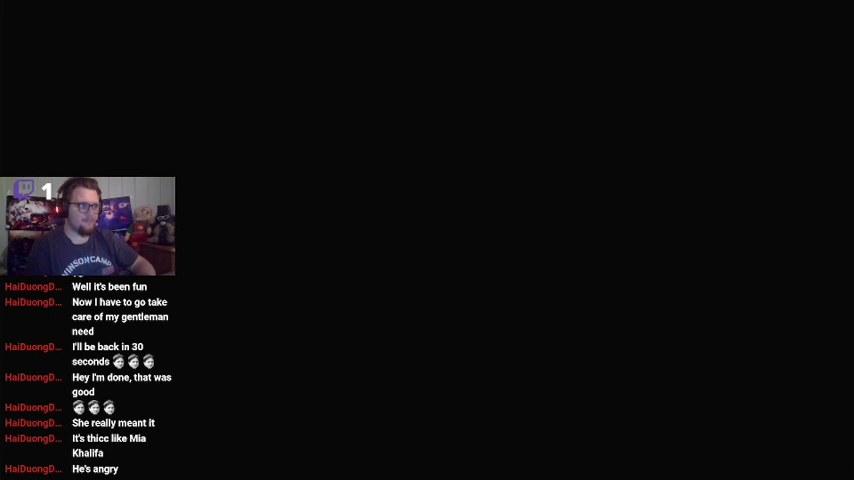 1
VINSONCAMP
HaiDuongD... Well it's been fun
HaiDuongD... Now I have to go take
care of my gentleman
need
HaiDuongD... I'll be back in 30
seconds
HaiDuongD... Hey I'm done, that was
good
HaiDuongD...
HaiDuongD... She really meant it
HaiDuongD... It's thicc like Mia
Khalifa
HaiDuongD... He's angry